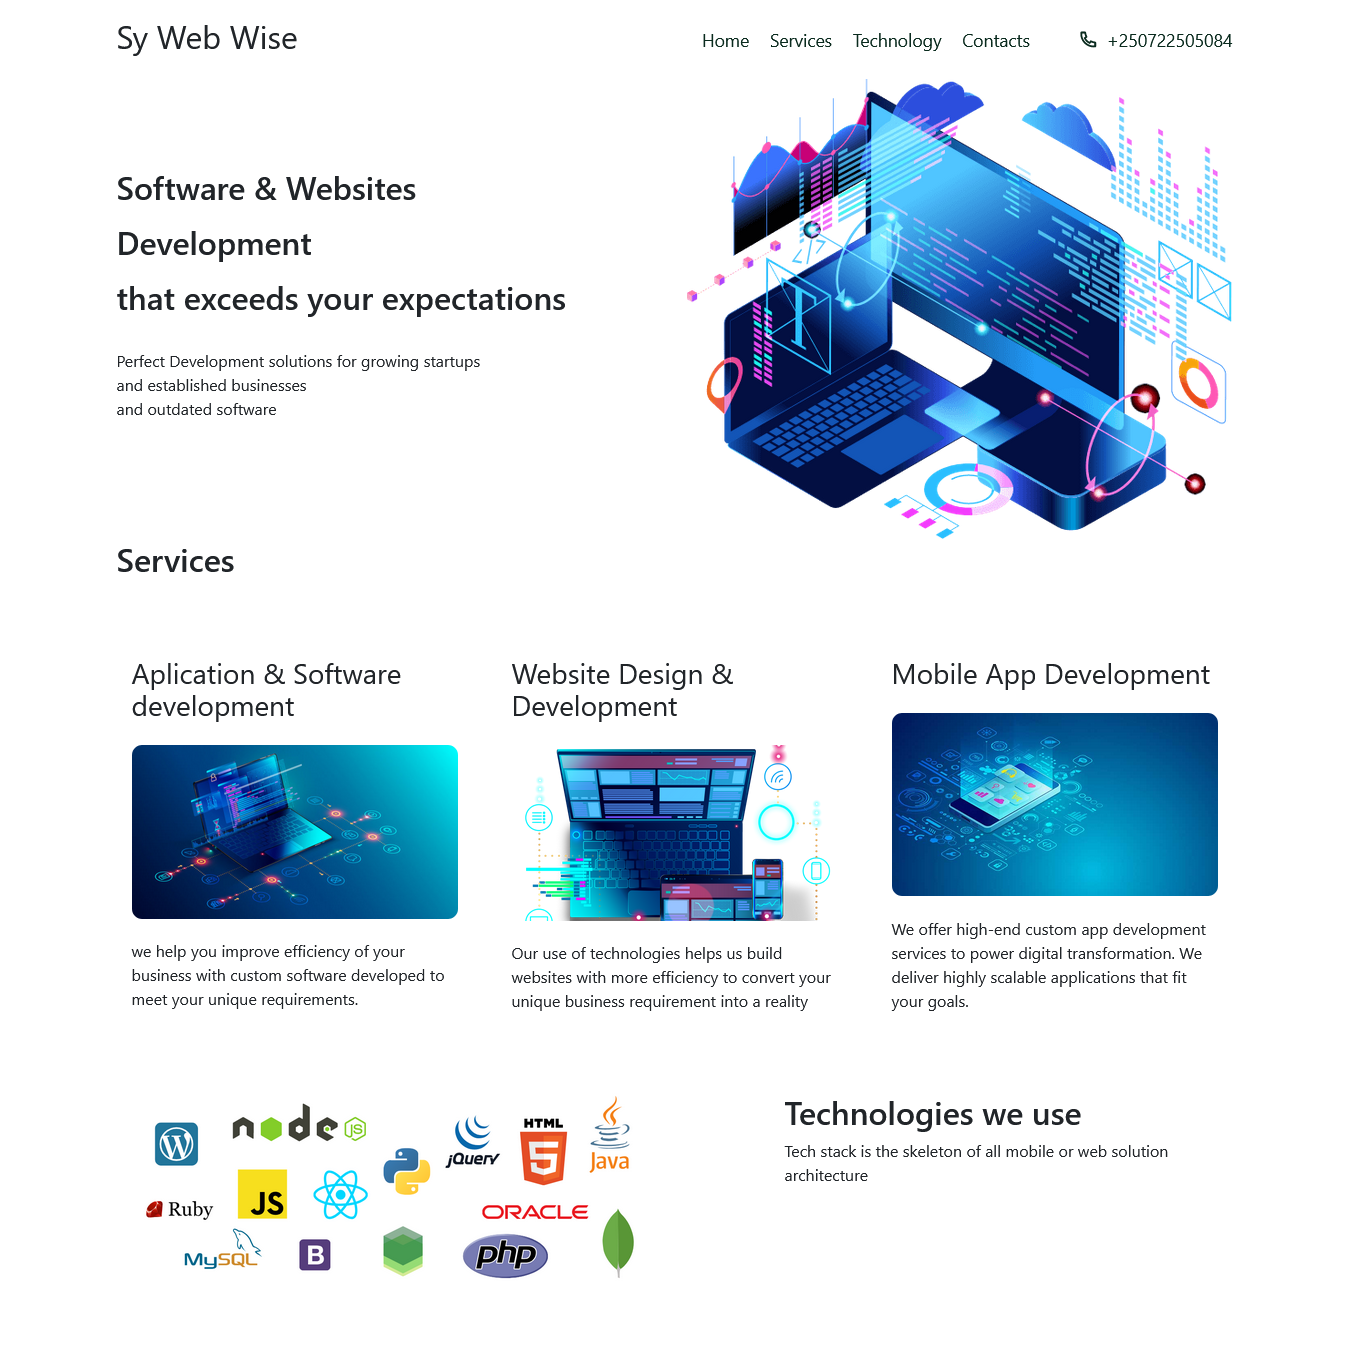 Sy Web Wise
Home Services Technology Contacts +250722505084
Software & Websites
Development
that exceeds your expectations
Perfect Development solutions for growing startups
and established businesses
and outdated software
</>
T
Services
Aplication & Software
development
we help you improve efficiency of your
business with custom software developed to
meet your unique requirements.
Website Design &
Development
Our use of technologies helps us build
websites with more efficiency to convert your
unique business requirement into a reality
Mobile App Development
We offer high-end custom app development
services to power digital transformation. We
deliver highly scalable applications that fit
your goals.
W
node
JS
jQuery
HTML
5
Java
Ruby
JS
ORACLE
MySQL
B
php
Technologies we use
Tech stack is the skeleton of all mobile or web solution
architecture